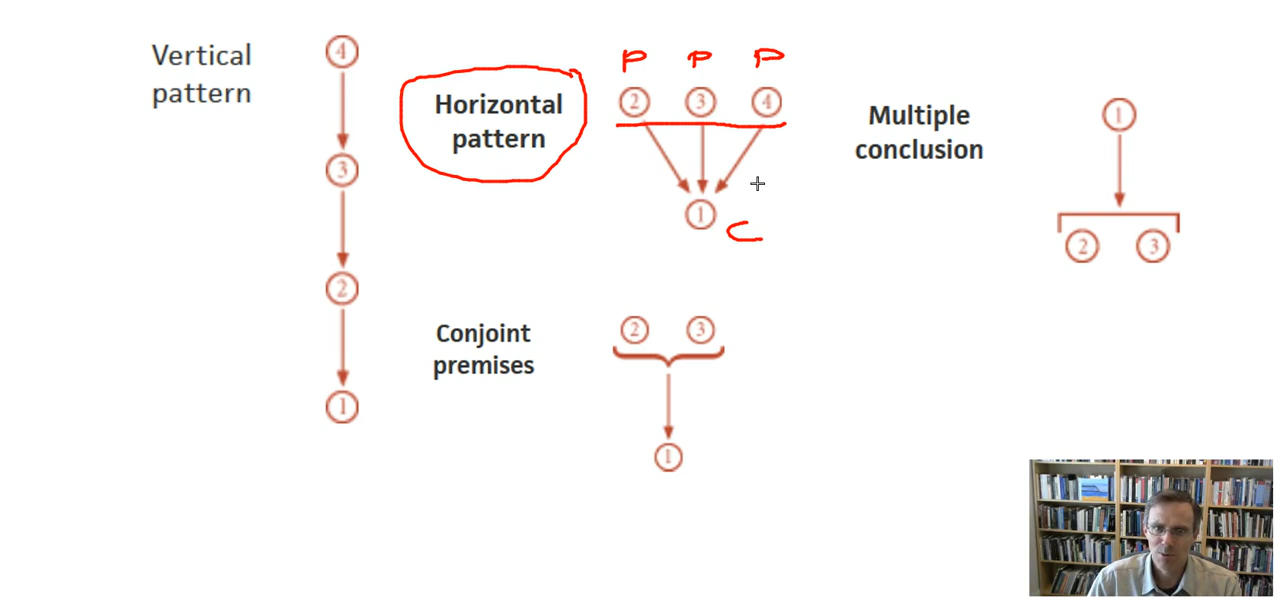 Vertical
pattern
④
③
②
①
Horizontal
pattern
P P P
② ③ ④
①
C
Conjoint
premises
② ③
①
Multiple
conclusion
①
② ③